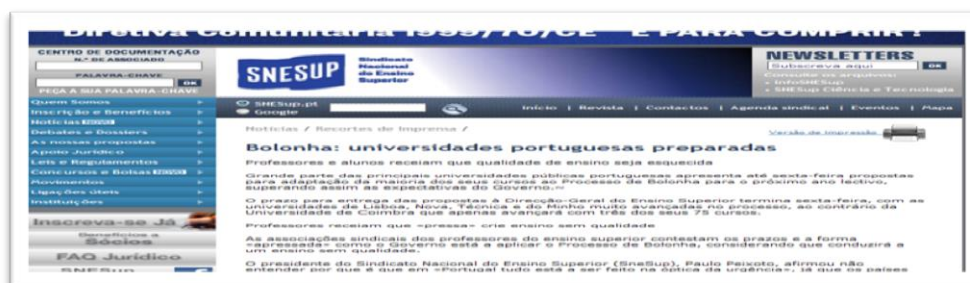 Diretiva Comunitária 1999/70/CE É PARA CUMPRIR !
CENTRO DE DOCUMENTAÇÃO
N.º DE ASSOCIADO
PALAVRA-CHAVE
OK
PEÇA A SUA PALAVRA-CHAVE
Quem Somos
Inscrição e Benefícios
Notícias NOVO
Debates e Dossiers
As nossas propostas
Apoio Jurídico
Leis e Regulamentos
Concursos e Bolsas NOVO
Movimentos
Ligações úteis
Instituições
Inscreva-se Já
Benefícios a
Sócios
FAQ Jurídico
SNESup
SNESUP
Sindicato
Nacional
do Ensino
Superior
NEWSLETTERS
Subscreva aqui OK
Consulte os arquivos:
• InfoSNESup
• SNESup Ciência e Tecnologia
SNESup.pt
Google
Início | Revista | Contactos | Agenda sindical | Eventos | Mapa
Notícias / Recortes de Imprensa /
Versão de Impressão
Bolonha: universidades portuguesas preparadas
Professores e alunos receiam que qualidade de ensino seja esquecida
Grande parte das principais universidades públicas portuguesas apresenta até sexta-feira propostas
para adaptação da maioria dos seus cursos ao Processo de Bolonha para o próximo ano lectivo,
superando assim as expectativas do Governo.
O prazo para entrega das propostas à Direcção-Geral do Ensino Superior termina sexta-feira, com as
universidades de Lisboa, Nova, Técnica e do Minho muito avançadas no processo, ao contrário da
Universidade de Coimbra que apenas avançará com três dos seus 75 cursos.
Professores receiam que «pressa» crie ensino sem qualidade
As associações sindicais dos professores do ensino superior contestam os prazos e a forma
«apressada» como o Governo está a aplicar o Processo de Bolonha, considerando que conduzirá a
um ensino sem qualidade.
O presidente do Sindicato Nacional do Ensino Superior (SneSup), Paulo Peixoto, afirmou não
entender por que é que em «Portugal tudo está a ser feito na óptica da urgência», já que os países